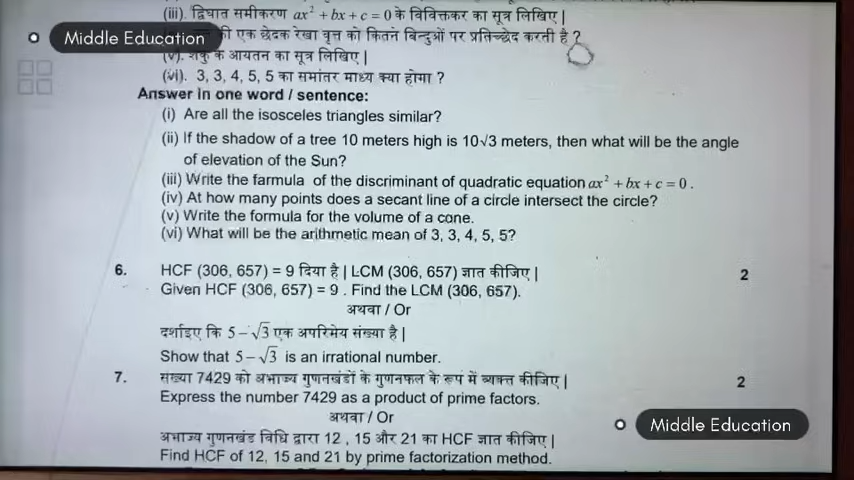 (iii). द्विघात समीकरण ax² + bx + c = 0 के विविक्तकर का सूत्र लिखिए |
Middle Education
की एक छेदक रेखा वृत्त को कितने बिन्दुओं पर प्रतिच्छेद करती है ?
(v). शंकु के आयतन का सूत्र लिखिए |
(vi). 3, 3, 4, 5, 5 का समांतर माध्य क्या होगा ?
Answer in one word / sentence:
(i) Are all the isosceles triangles similar?
(ii) If the shadow of a tree 10 meters high is 10√3 meters, then what will be the angle
of elevation of the Sun?
(iii) Write the farmula of the discriminant of quadratic equation ax² + bx + c = 0 .
(iv) At how many points does a secant line of a circle intersect the circle?
(v) Write the formula for the volume of a cone.
(vi) What will be the arithmetic mean of 3, 3, 4, 5, 5?
6. HCF (306, 657) = 9 दिया है | LCM (306, 657) ज्ञात कीजिए | 2
Given HCF (306, 657) = 9 . Find the LCM (306, 657).
अथवा / Or
दर्शाइए कि 5 – √3 एक अपरिमेय संख्या है |
Show that 5 – √3 is an irrational number.
7. संख्या 7429 को अभाज्य गुणनखंडों के गुणनफल के रूप में व्यक्त कीजिए | 2
Express the number 7429 as a product of prime factors.
अथवा / Or
Middle Education
अभाज्य गुणनखंड विधि द्वारा 12 , 15 और 21 का HCF ज्ञात कीजिए |
Find HCF of 12, 15 and 21 by prime factorization method.